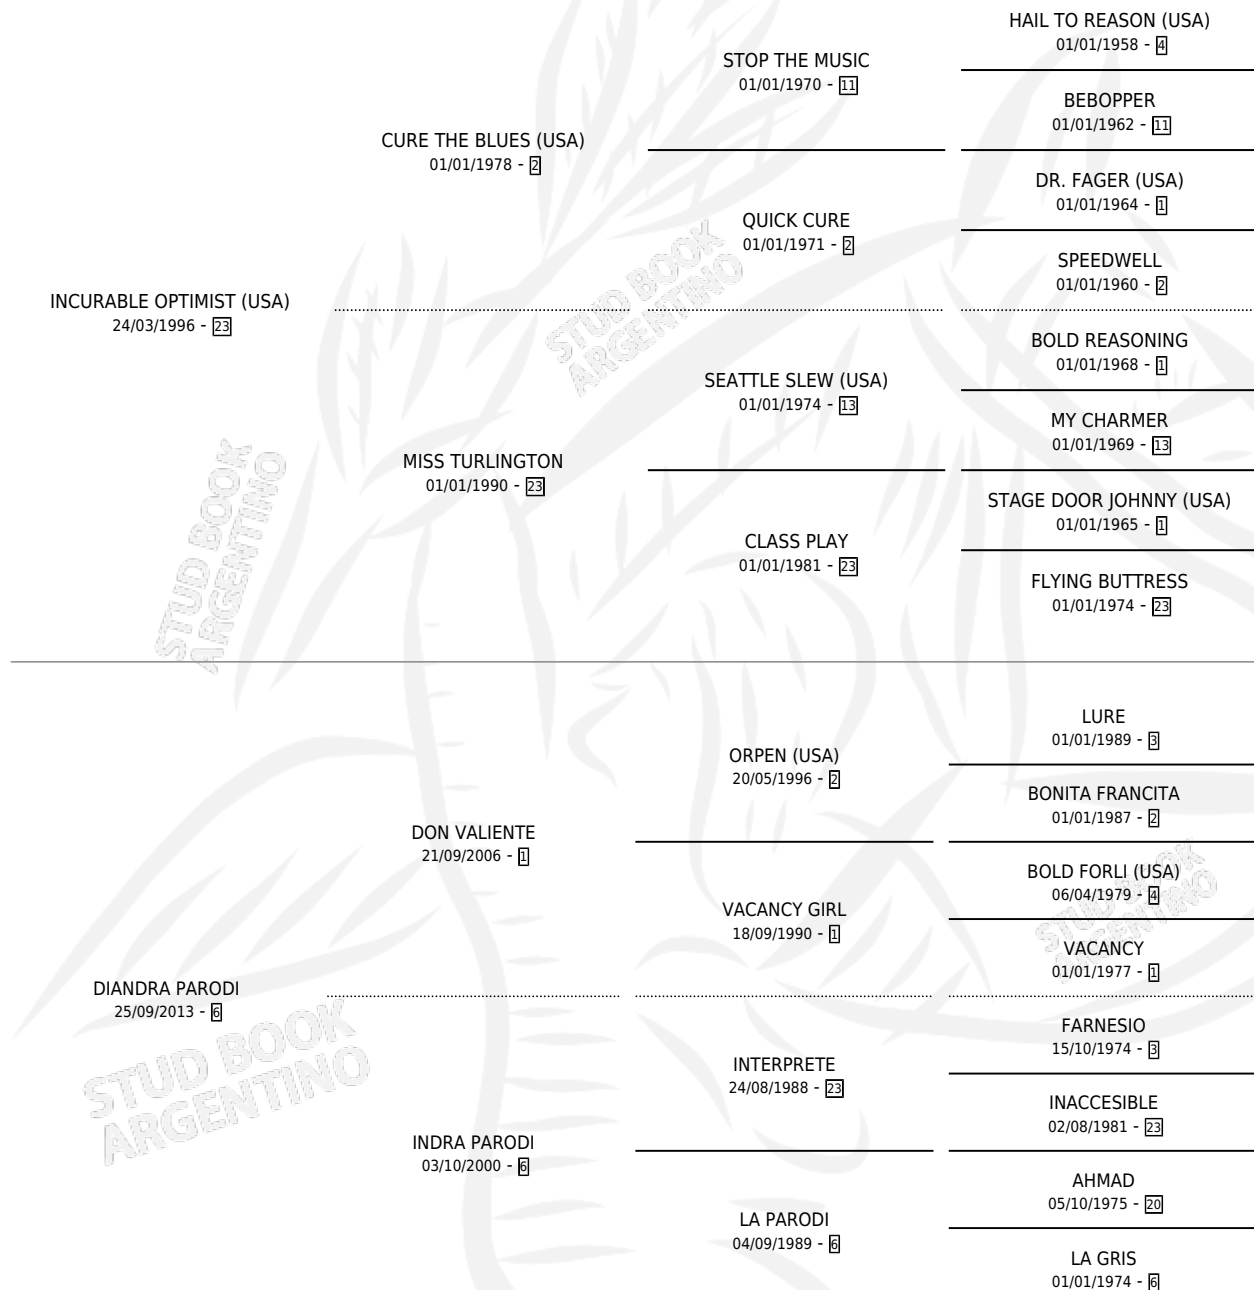 HAIL TO REASON (USA)
01/01/1958 - 4
STOP THE MUSIC
01/01/1970 - 11
BEBOPPER
01/01/1962 - 11
CURE THE BLUES (USA)
01/01/1978 - 2
DR. FAGER (USA)
01/01/1964 - 1
QUICK CURE
01/01/1971 - 2
SPEEDWELL
01/01/1960 - 2
INCURABLE OPTIMIST (USA)
24/03/1996 - 23
STUD BOOK
ARGENTINO
BOLD REASONING
01/01/1968 - 1
SEATTLE SLEW (USA)
01/01/1974 - 13
MY CHARMER
01/01/1969 - 13
MISS TURLINGTON
01/01/1990 - 23
STAGE DOOR JOHNNY (USA)
01/01/1965 - 1
CLASS PLAY
01/01/1981 - 23
FLYING BUTTRESS
01/01/1974 - 23
STUD BOOK
ARGENTINO
LURE
01/01/1989 - 3
ORPEN (USA)
20/05/1996 - 2
BONITA FRANCITA
01/01/1987 - 2
DON VALIENTE
21/09/2006 - 1
BOLD FORLI (USA)
06/04/1979 - 4
VACANCY GIRL
18/09/1990 - 1
STUD BOOK
ARGENTINO
VACANCY
01/01/1977 - 1
DIANDRA PARODI
25/09/2013 - 6
STUD BOOK
ARGENTINO
FARNESIO
15/10/1974 - 3
INTERPRETE
24/08/1988 - 23
INACCESIBLE
02/08/1981 - 23
INDRA PARODI
03/10/2000 - 6
AHMAD
05/10/1975 - 20
LA PARODI
04/09/1989 - 6
LA GRIS
01/01/1974 - 6